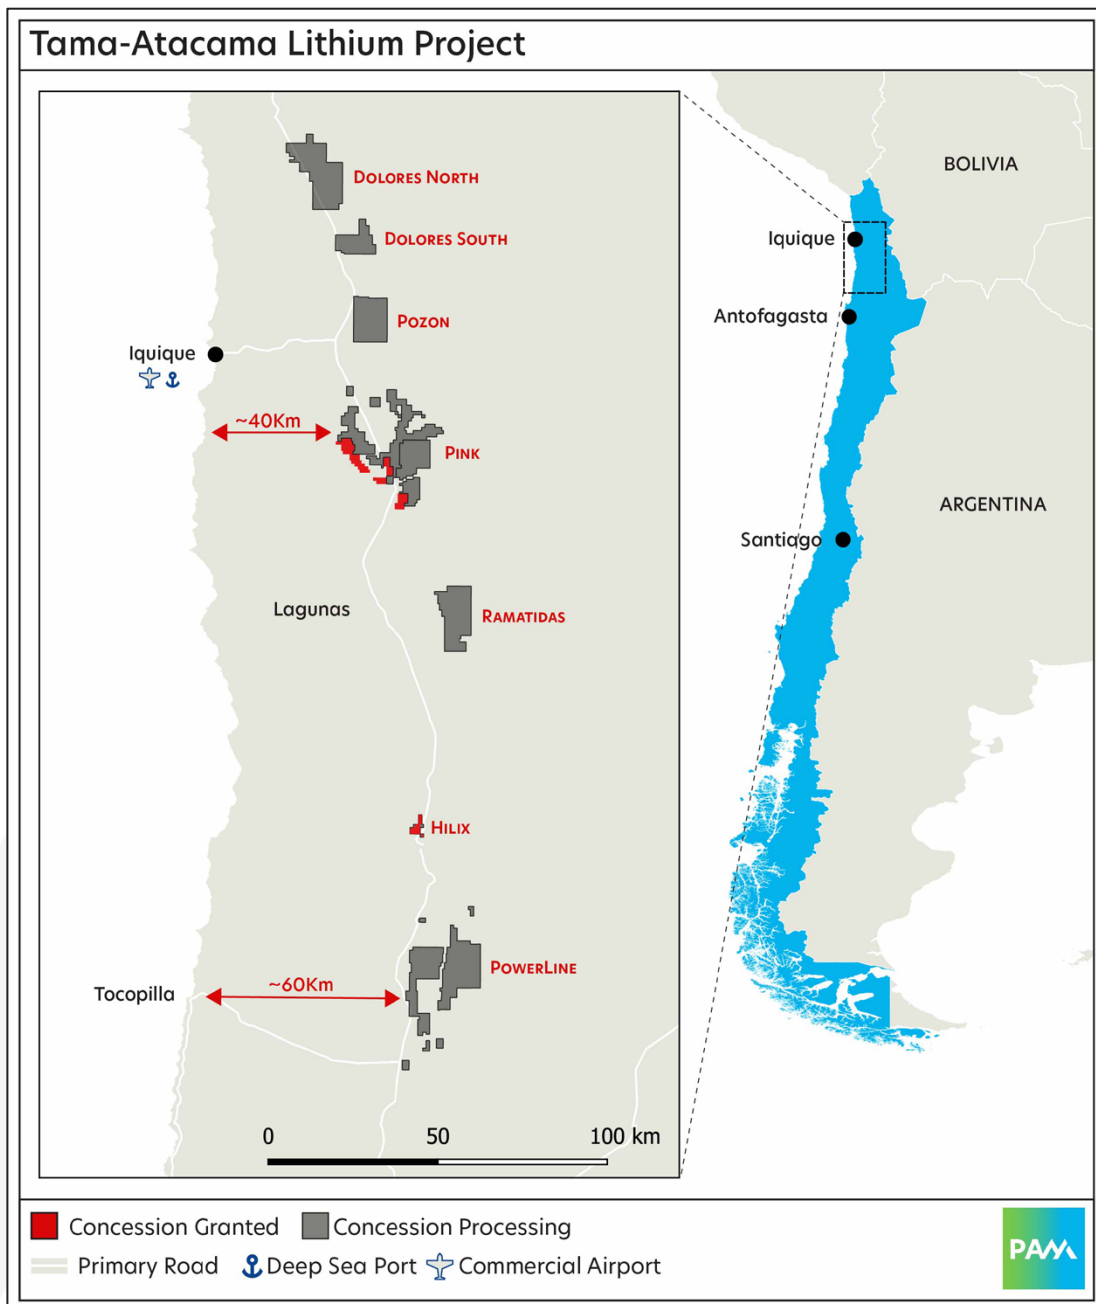 Tama-Atacama Lithium Project
Dolores North
Dolores South
Pozon
Iquique
~40Km
Pink
Lagunas
Ramatidas
Hilix
PowerLine
Tocopilla
~60Km
0 50 100 km
BOLIVIA
Iquique
Antofagasta
ARGENTINA
Santiago
Concession Granted
Concession Processing
Primary Road
Deep Sea Port
Commercial Airport
PAM